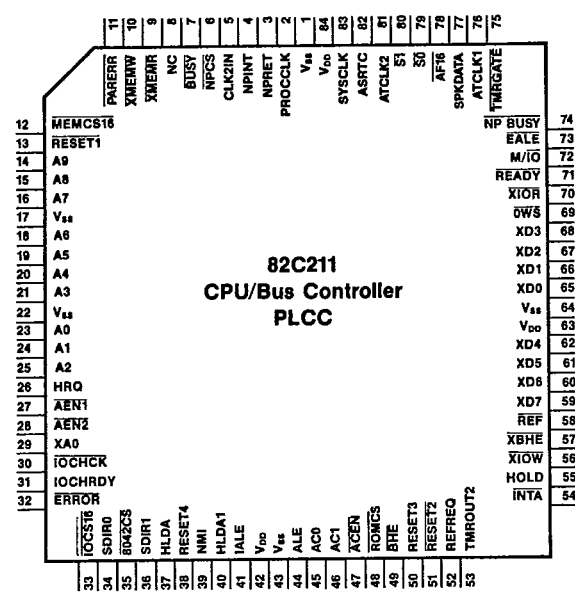 11 PARERR
10 XMEMW
9 XMEMR
8 NC
7 BUSY
6 NPCS
5 CLK2IN
4 NPINT
3 NPRET
2 PROCCLK
1 Vss
84 VDD
83 SYSCLK
82 ASRTC
81 ATCLK2
80 S1
79 S0
78 AF16
77 SPKDATA
76 ATCLK1
75 TMRGATE
12 MEMCS16
13 RESET1
14 A9
15 A8
16 A7
17 Vss
18 A6
19 A5
20 A4
21 A3
22 Vss
23 A0
24 A1
25 A2
26 HRQ
27 AEN1
28 AEN2
29 XA0
30 IOCHCK
31 IOCHRDY
32 ERROR
82C211
CPU/Bus Controller
PLCC
NP BUSY 74
EALE 73
M/IO 72
READY 71
XIOR 70
0WS 69
XD3 68
XD2 67
XD1 66
XD0 65
Vss 64
VDD 63
XD4 62
XD5 61
XD6 60
XD7 59
REF 58
XBHE 57
XIOW 56
HOLD 55
INTA 54
IOCS16 33
SDIR0 34
8042CS 35
SDIR1 36
HLDA 37
RESET4 38
NMI 39
HLDA1 40
IALE 41
VDD 42
Vss 43
ALE 44
AC0 45
AC1 46
ACEN 47
ROMCS 48
BHE 49
RESET3 50
RESET2 51
REFREQ 52
TMROUT2 53